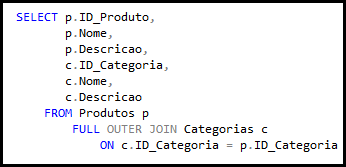 SELECT p.ID_Produto,
p.Nome,
p.Descricao,
c.ID_Categoria,
c.Nome,
c.Descricao
FROM Produtos p
FULL OUTER JOIN Categorias c
ON c.ID_Categoria = p.ID_Categoria